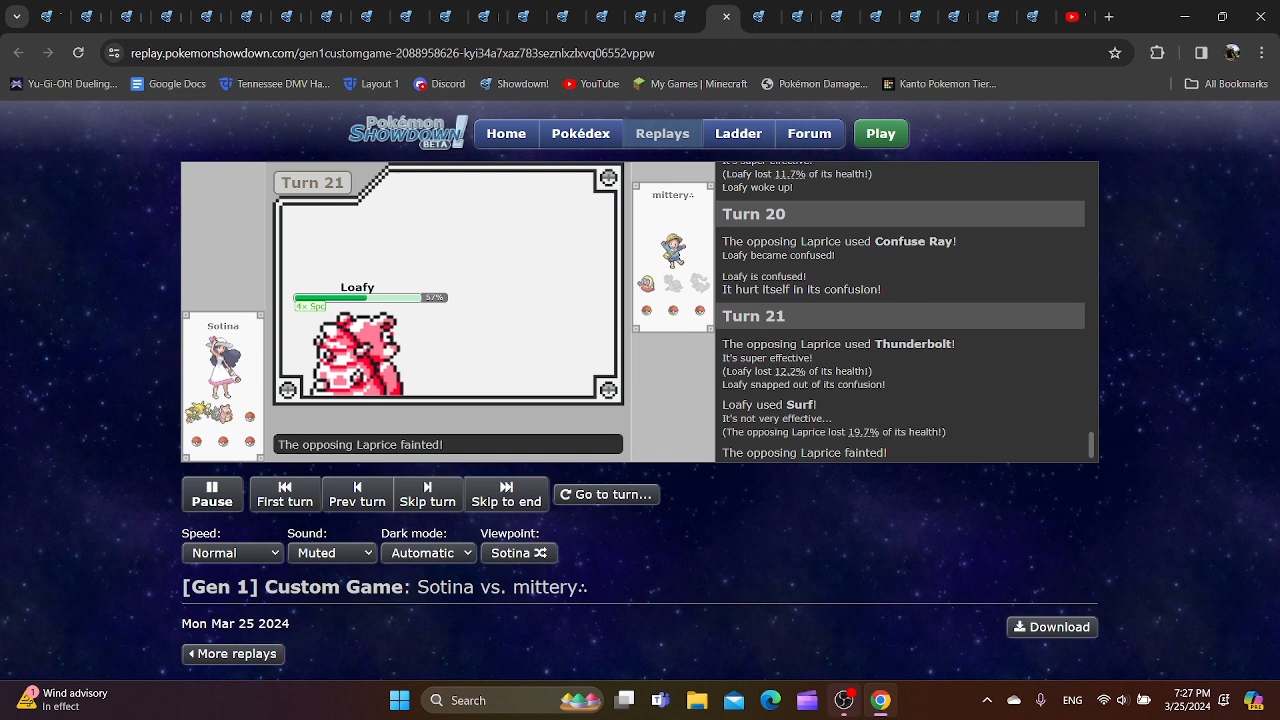 replay.pokemonshowdown.com/gen1customgame-2088958626-kyi34a7xaz783seznlxzlxvq06552vppw
Yu-Gi-Oh! Dueling...
Google Docs
Tennessee DMV Ha...
Layout 1
Discord
Showdown!
YouTube
My Games | Minecraft
Pokémon Damage...
Kanto Pokemon Tier...
All Bookmarks
Pokémon
SHOWDOWN!
BETA
Home
Pokédex
Replays
Ladder
Forum
Play
Turn 21
Loafy
57%
4× Spc
Sotina
mittery∴
The opposing Laprice fainted!
It's super effective!
(Loafy lost 11.7% of its health!)
Loafy woke up!
Turn 20
The opposing Laprice used Confuse Ray!
Loafy became confused!
Loafy is confused!
It hurt itself in its confusion!
Turn 21
The opposing Laprice used Thunderbolt!
It's super effective!
(Loafy lost 12.2% of its health!)
Loafy snapped out of its confusion!
Loafy used Surf!
It's not very effective...
(The opposing Laprice lost 19.7% of its health!)
The opposing Laprice fainted!
Pause
First turn
Prev turn
Skip turn
Skip to end
Go to turn...
Speed:
Sound:
Dark mode:
Viewpoint:
Normal
Muted
Automatic
Sotina
[Gen 1] Custom Game: Sotina vs. mittery∴
Mon Mar 25 2024
Download
More replays
1
Wind advisory
In effect
Search
ENG
7:27 PM
3/25/2024
PRE